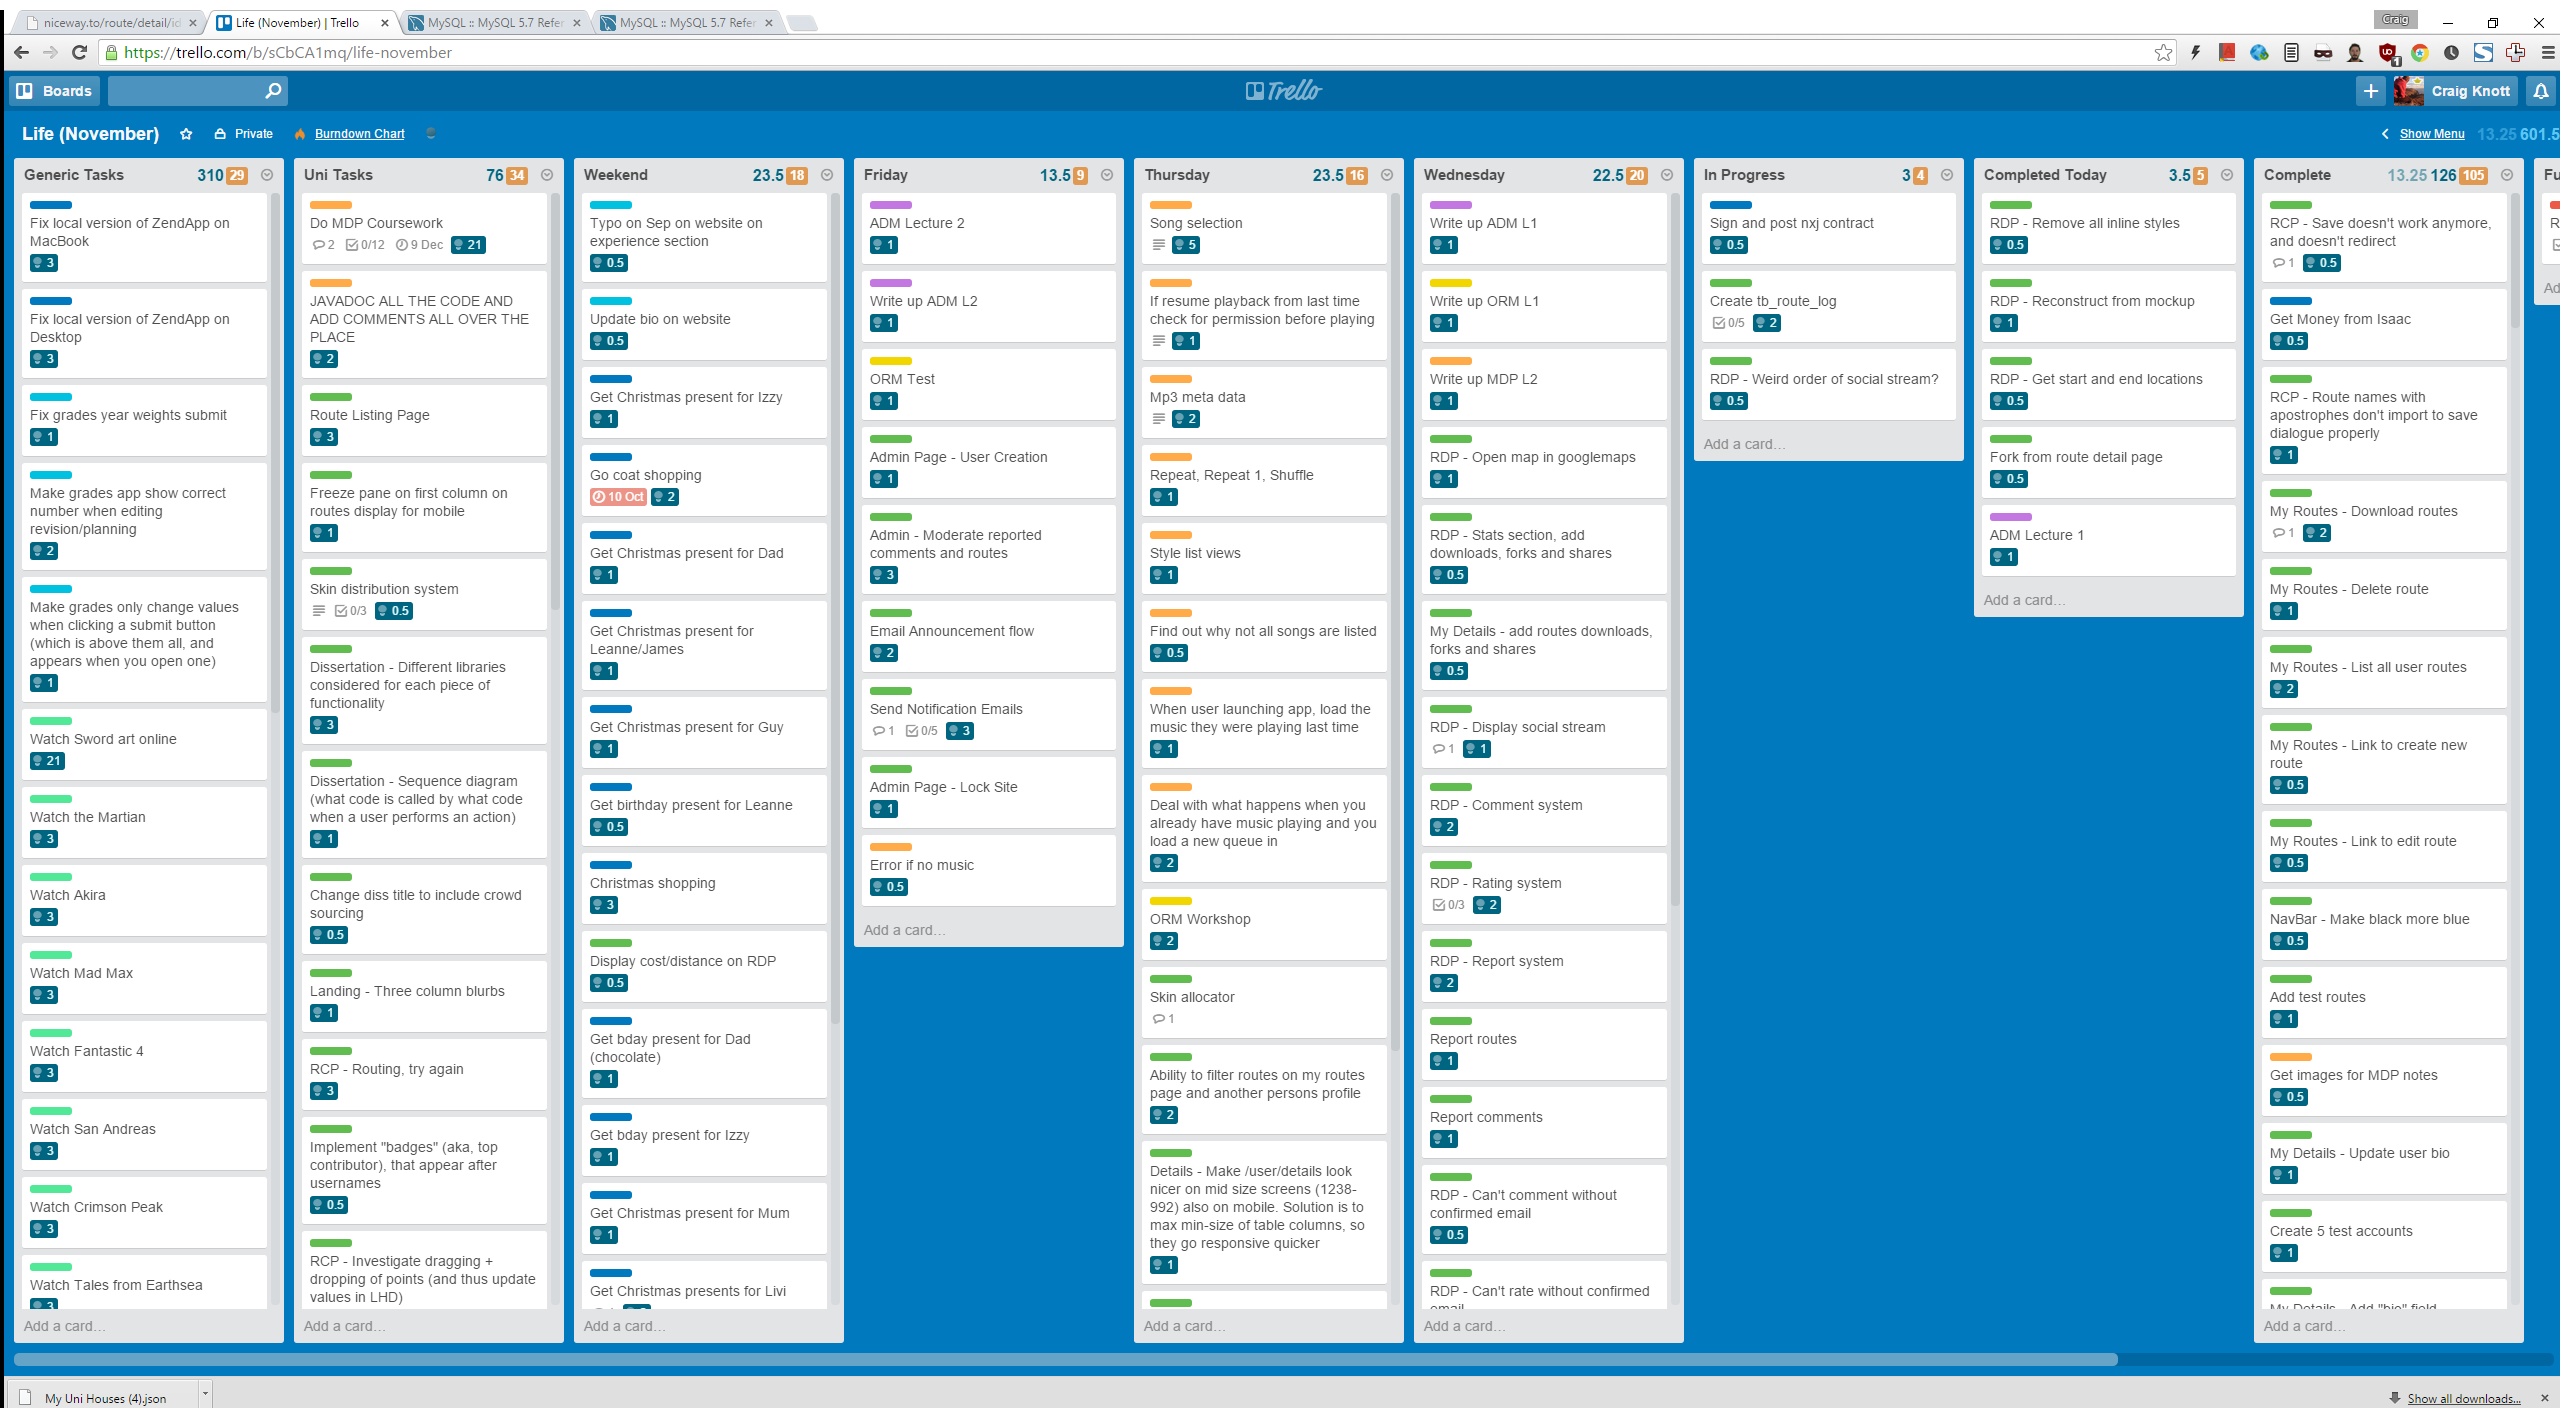 niceway.to/route/detail/id
Life (November) | Trello
MySQL :: MySQL 5.7 Refer
MySQL :: MySQL 5.7 Refer
Craig
https://trello.com/b/sCbCA1mq/life-november
Boards
Trello
Craig Knott
Life (November)
Private
Burndown Chart
Show Menu
13.25 601.5
Generic Tasks 310 29
Fix local version of ZendApp on
MacBook
3
Fix local version of ZendApp on
Desktop
3
Fix grades year weights submit
1
Make grades app show correct
number when editing
revision/planning
2
Make grades only change values
when clicking a submit button
(which is above them all, and
appears when you open one)
1
Watch Sword art online
21
Watch the Martian
3
Watch Akira
3
Watch Mad Max
3
Watch Fantastic 4
3
Watch San Andreas
3
Watch Crimson Peak
3
Watch Tales from Earthsea
3
Add a card...
Uni Tasks 76 34
Do MDP Coursework
2 0/12 9 Dec 21
JAVADOC ALL THE CODE AND
ADD COMMENTS ALL OVER THE
PLACE
2
Route Listing Page
3
Freeze pane on first column on
routes display for mobile
1
Skin distribution system
0/3 0.5
Dissertation - Different libraries
considered for each piece of
functionality
3
Dissertation - Sequence diagram
(what code is called by what code
when a user performs an action)
1
Change diss title to include crowd
sourcing
0.5
Landing - Three column blurbs
1
RCP - Routing, try again
3
Implement "badges" (aka, top
contributor), that appear after
usernames
0.5
RCP - Investigate dragging +
dropping of points (and thus update
values in LHD)
Add a card...
Weekend 23.5 18
Typo on Sep on website on
experience section
0.5
Update bio on website
0.5
Get Christmas present for Izzy
1
Go coat shopping
10 Oct 2
Get Christmas present for Dad
1
Get Christmas present for
Leanne/James
1
Get Christmas present for Guy
1
Get birthday present for Leanne
0.5
Christmas shopping
3
Display cost/distance on RDP
0.5
Get bday present for Dad
(chocolate)
1
Get bday present for Izzy
1
Get Christmas present for Mum
1
Get Christmas presents for Livi
Add a card...
Friday 13.5 9
ADM Lecture 2
1
Write up ADM L2
1
ORM Test
1
Admin Page - User Creation
1
Admin - Moderate reported
comments and routes
3
Email Announcement flow
2
Send Notification Emails
1 0/5 3
Admin Page - Lock Site
1
Error if no music
0.5
Add a card...
Thursday 23.5 16
Song selection
5
If resume playback from last time
check for permission before playing
1
Mp3 meta data
2
Repeat, Repeat 1, Shuffle
1
Style list views
1
Find out why not all songs are listed
0.5
When user launching app, load the
music they were playing last time
1
Deal with what happens when you
already have music playing and you
load a new queue in
2
ORM Workshop
2
Skin allocator
1
Ability to filter routes on my routes
page and another persons profile
2
Details - Make /user/details look
nicer on mid size screens (1238-
992) also on mobile. Solution is to
max min-size of table columns, so
they go responsive quicker
1
Add a card...
Wednesday 22.5 20
Write up ADM L1
1
Write up ORM L1
1
Write up MDP L2
1
RDP - Open map in googlemaps
1
RDP - Stats section, add
downloads, forks and shares
0.5
My Details - add routes downloads,
forks and shares
0.5
RDP - Display social stream
1 1
RDP - Comment system
2
RDP - Rating system
0/3 2
RDP - Report system
2
Report routes
1
Report comments
1
RDP - Can't comment without
confirmed email
0.5
RDP - Can't rate without confirmed
email
Add a card...
In Progress 3 4
Sign and post nxj contract
0.5
Create tb_route_log
0/5 2
RDP - Weird order of social stream?
0.5
Add a card...
Completed Today 3.5 5
RDP - Remove all inline styles
0.5
RDP - Reconstruct from mockup
1
RDP - Get start and end locations
0.5
Fork from route detail page
0.5
ADM Lecture 1
1
Add a card...
Complete 13.25 126 105
RCP - Save doesn't work anymore,
and doesn't redirect
1 0.5
Get Money from Isaac
0.5
RCP - Route names with
apostrophes don't import to save
dialogue properly
1
My Routes - Download routes
1 2
My Routes - Delete route
1
My Routes - List all user routes
2
My Routes - Link to create new
route
0.5
My Routes - Link to edit route
0.5
NavBar - Make black more blue
0.5
Add test routes
1
Get images for MDP notes
0.5
My Details - Update user bio
1
Create 5 test accounts
1
My Details - Add "bio" field
Add a card...
Fu
R
Ad
My Uni Houses (4).json
Show all downloads...